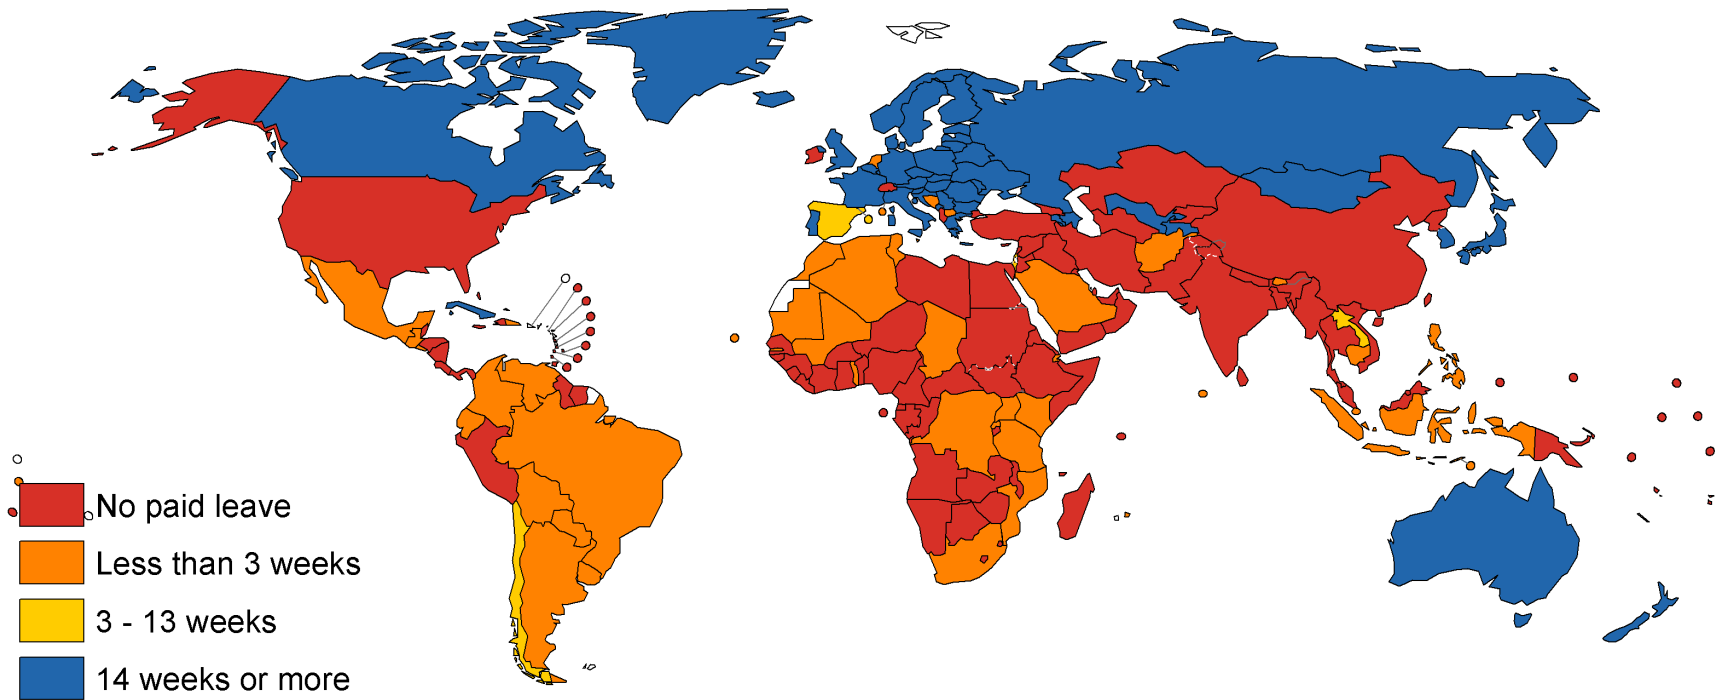 No paid leave
Less than 3 weeks
3 - 13 weeks
14 weeks or more